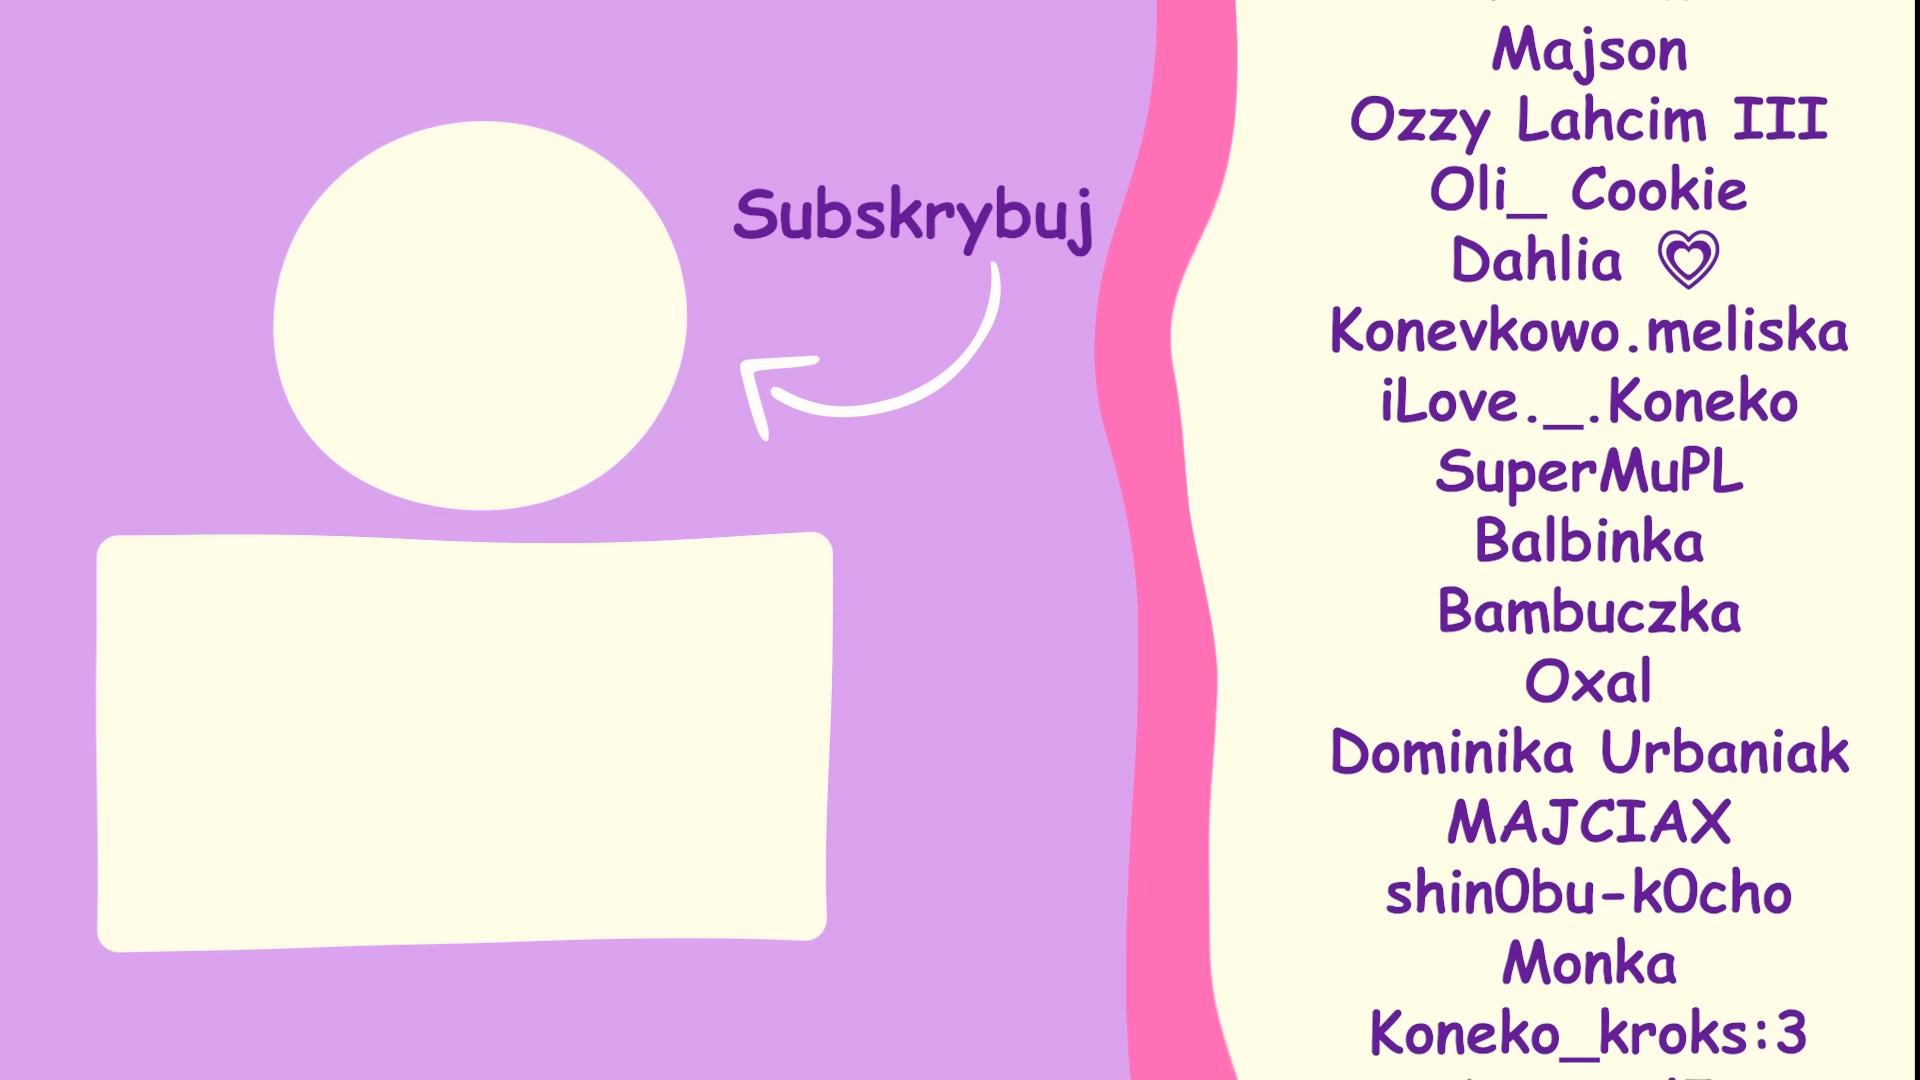 Subskrybuj
Majson
Ozzy Lahcim III
Oli_ Cookie
Dahlia 💗
Konevkowo.meliska
iLove._.Koneko
SuperMuPL
Balbinka
Bambuczka
Oxal
Dominika Urbaniak
MAJCIAX
shin0bu-k0cho
Monka
Koneko_kroks:3